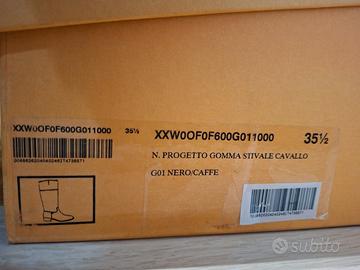 XXW0OF0F600G011000 35½
XXW0OF0F600G011000 35½
N. PROGETTO GOMMA STIVALE CAVALLO
G01 NERO/CAFFE
subito